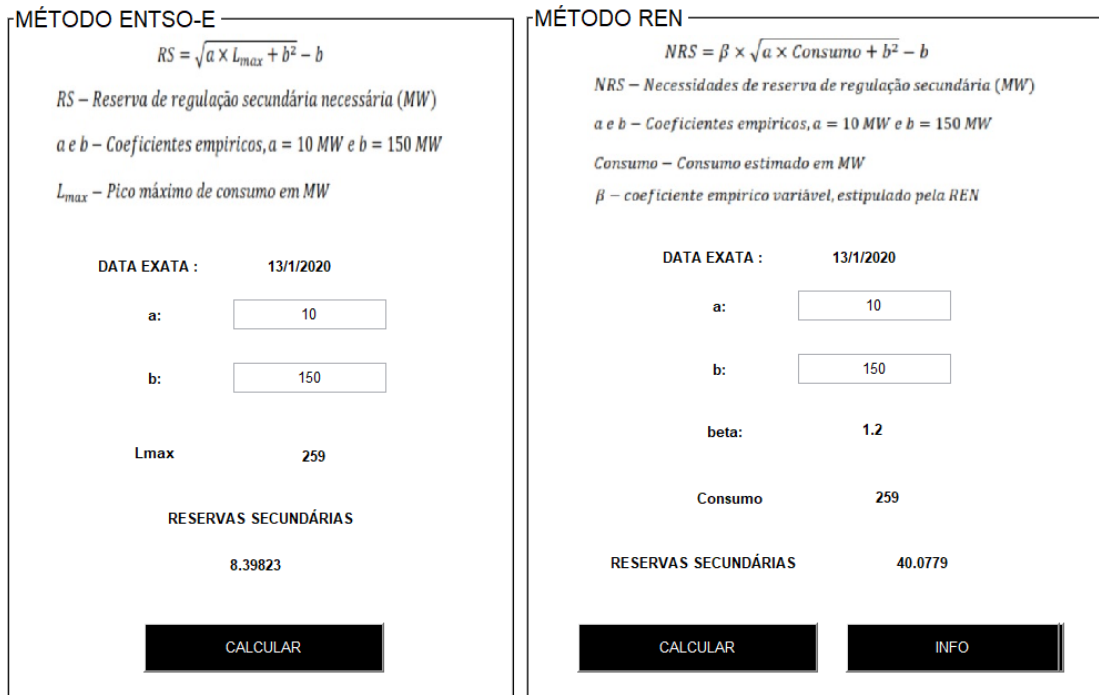 MÉTODO ENTSO-E
RS = √(a × Lmax + b²) − b
RS – Reserva de regulação secundária necessária (MW)
a e b – Coeficientes empiricos, a = 10 MW e b = 150 MW
Lmax – Pico máximo de consumo em MW
DATA EXATA : 13/1/2020
a: 10
b: 150
Lmax 259
RESERVAS SECUNDÁRIAS
8.39823
CALCULAR
MÉTODO REN
NRS = β × √(a × Consumo + b²) − b
NRS – Necessidades de reserva de regulação secundária (MW)
a e b – Coeficientes empíricos, a = 10 MW e b = 150 MW
Consumo – Consumo estimado em MW
β – coeficiente empírico variável, estipulado pela REN
DATA EXATA : 13/1/2020
a: 10
b: 150
beta: 1.2
Consumo 259
RESERVAS SECUNDÁRIAS 40.0779
CALCULAR INFO